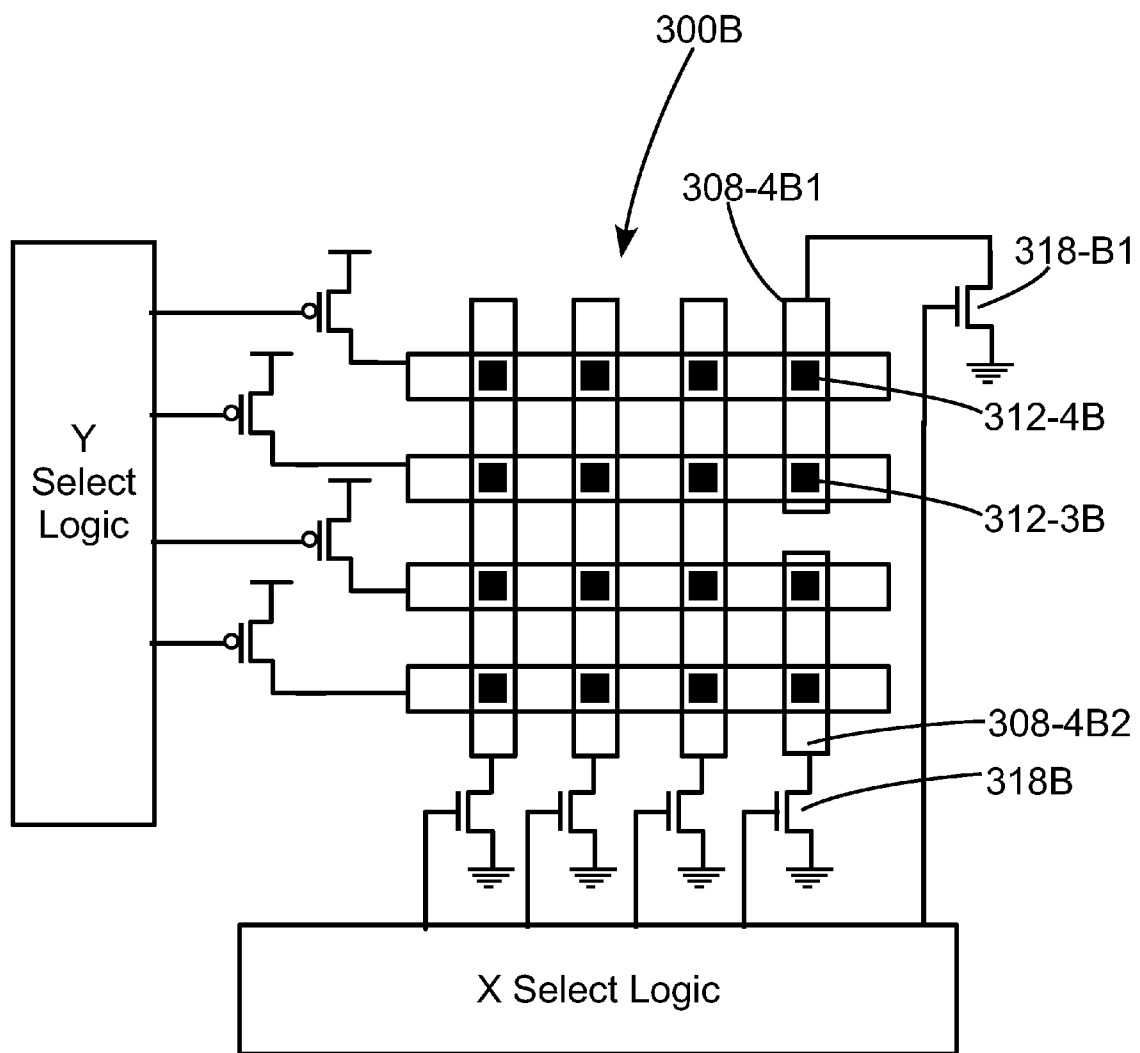 300B
308-4B1
318-B1
312-4B
Y
Select
Logic
312-3B
308-4B2
318B
X Select Logic